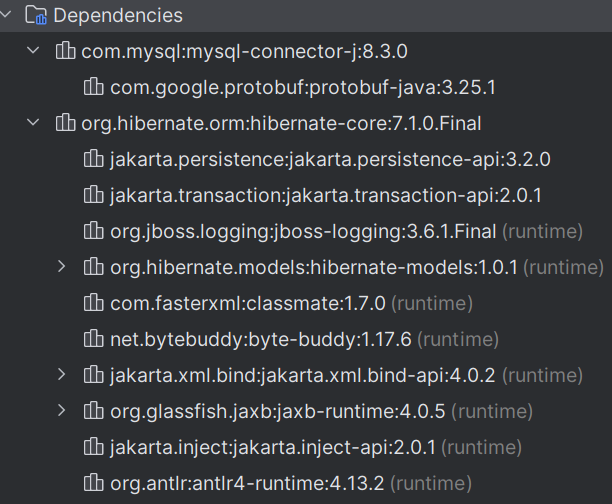 Dependencies
com.mysql:mysql-connector-j:8.3.0
com.google.protobuf:protobuf-java:3.25.1
org.hibernate.orm:hibernate-core:7.1.0.Final
jakarta.persistence:jakarta.persistence-api:3.2.0
jakarta.transaction:jakarta.transaction-api:2.0.1
org.jboss.logging:jboss-logging:3.6.1.Final (runtime)
org.hibernate.models:hibernate-models:1.0.1 (runtime)
com.fasterxml:classmate:1.7.0 (runtime)
net.bytebuddy:byte-buddy:1.17.6 (runtime)
jakarta.xml.bind:jakarta.xml.bind-api:4.0.2 (runtime)
org.glassfish.jaxb:jaxb-runtime:4.0.5 (runtime)
jakarta.inject:jakarta.inject-api:2.0.1 (runtime)
org.antlr:antlr4-runtime:4.13.2 (runtime)